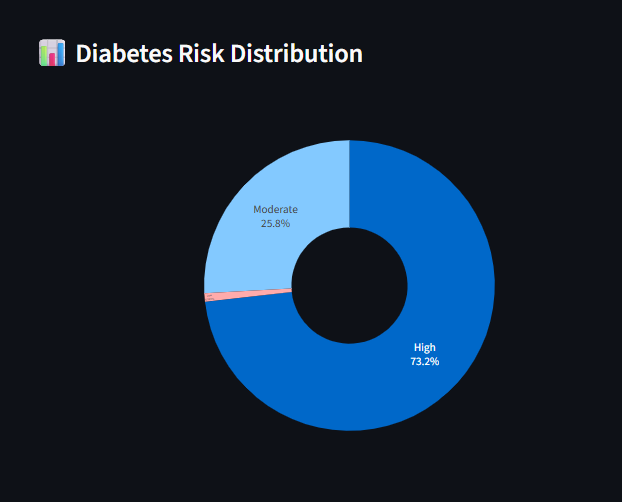 Diabetes Risk Distribution
Moderate
25.8%
High
73.2%